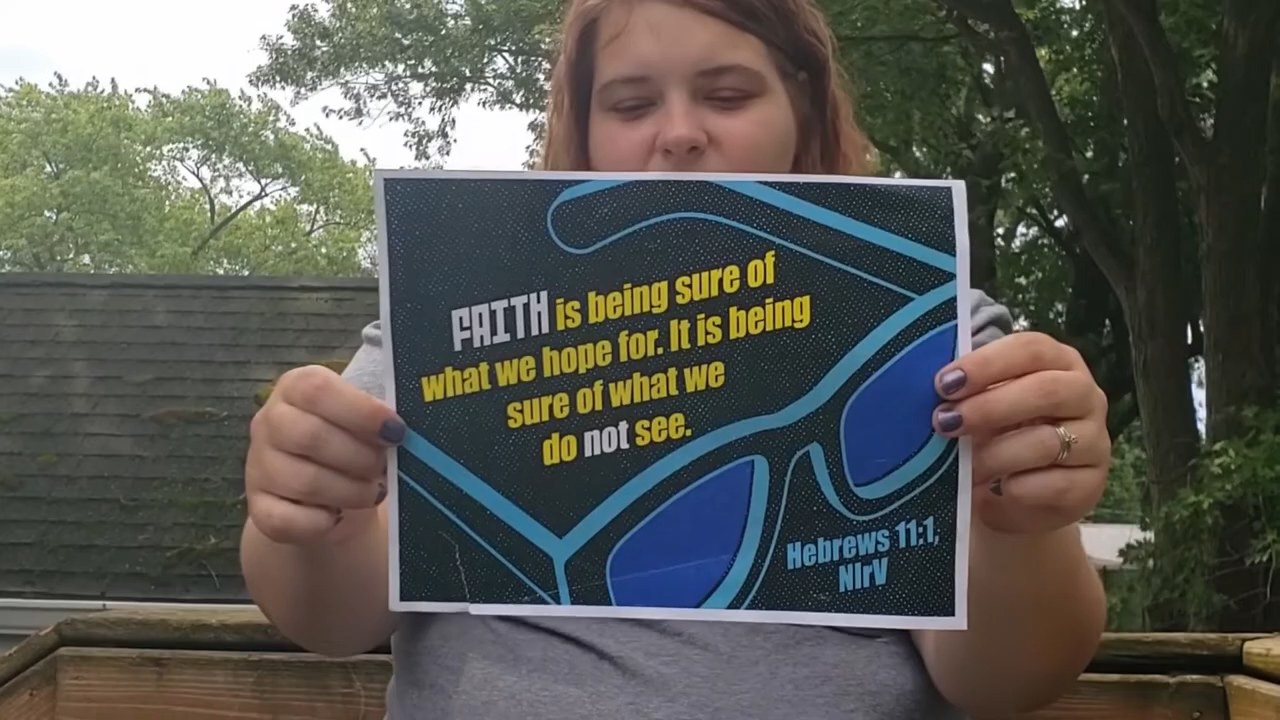 FAITH is being sure of
what we hope for. It is being
sure of what we
do not see.
Hebrews 11:1,
NIrV